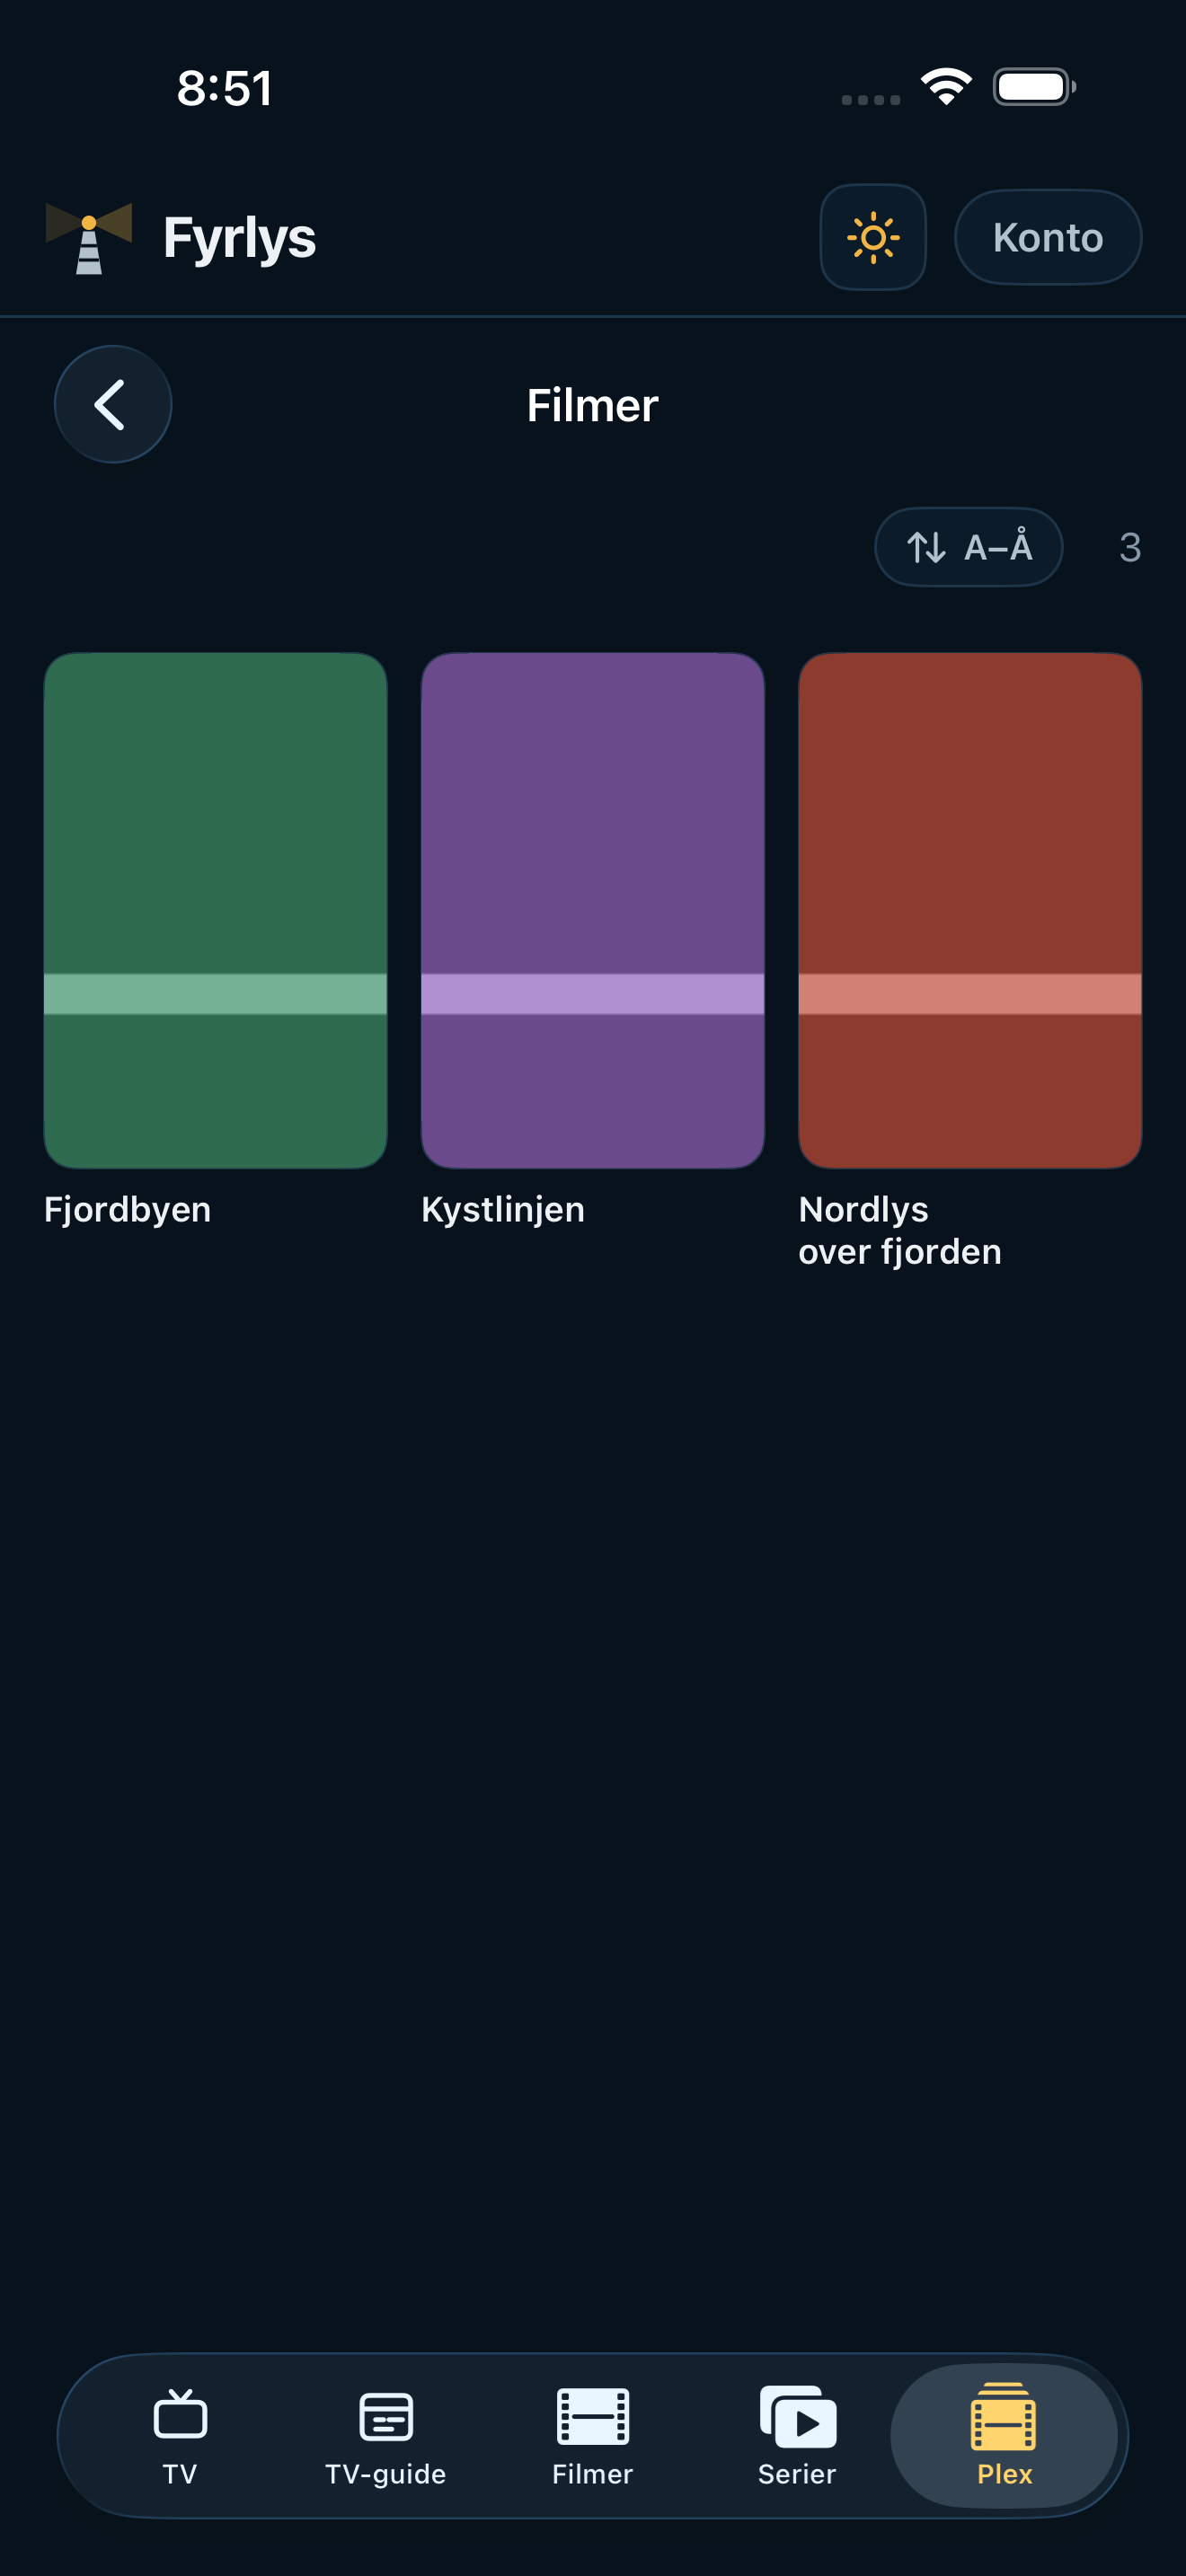 8:51
Fyrlys
Konto
Filmer
A–Å
3
Fjordbyen
Kystlinjen
Nordlys
over fjorden
TV
TV-guide
Filmer
Serier
Plex